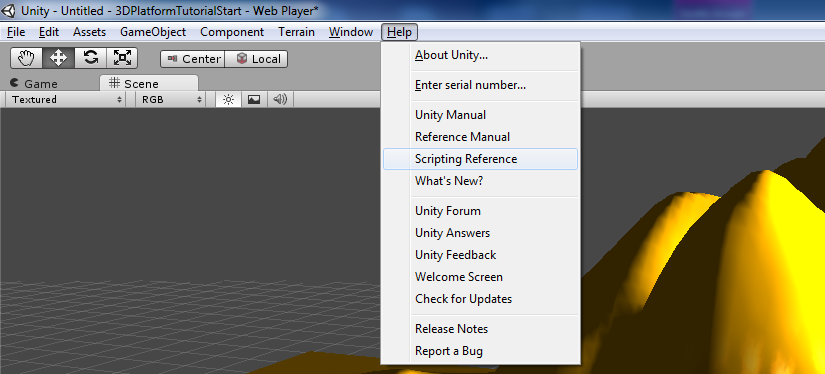 Unity - Untitled - 3DPlatformTutorialStart - Web Player*
File Edit Assets GameObject Component Terrain Window Help
Center Local
Game Scene
Textured RGB
About Unity...
Enter serial number...
Unity Manual
Reference Manual
Scripting Reference
What's New?
Unity Forum
Unity Answers
Unity Feedback
Welcome Screen
Check for Updates
Release Notes
Report a Bug